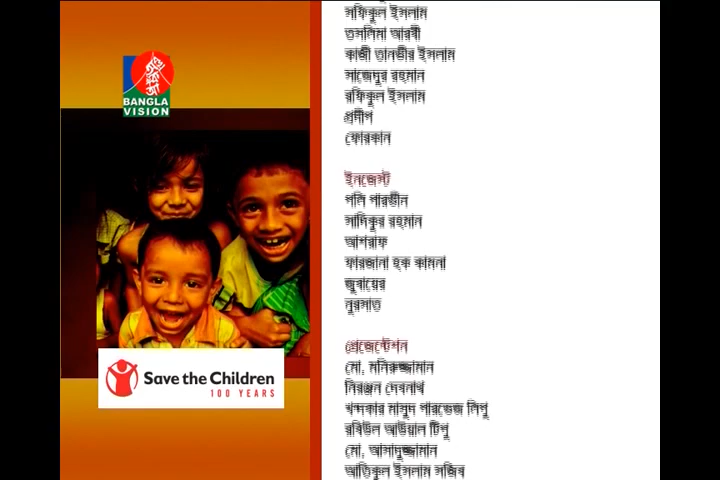 BANGLA
VISION
Save the Children
100 YEARS
সফিকুল ইসলাম
তসলিমা আরবী
কাজী তানভীর ইসলাম
সাজেদুর রহমান
রফিকুল ইসলাম
প্রদীপ
ফোরকান
ইনজেস্ট
পলি পারভীন
সাদিকুর রহমান
আশরাফ
ফারজানা হক কামনা
জুবায়ের
নুরসাত
প্রেজেন্টেশন
মো. মনিরুজ্জামান
নিরঞ্জন দেবনাথ
খন্দকার মাসুদ পারভেজ লিপু
রবিউল আউয়াল টিপু
মো. আসাদুজ্জামান
আতিকুল ইসলাম সজিব